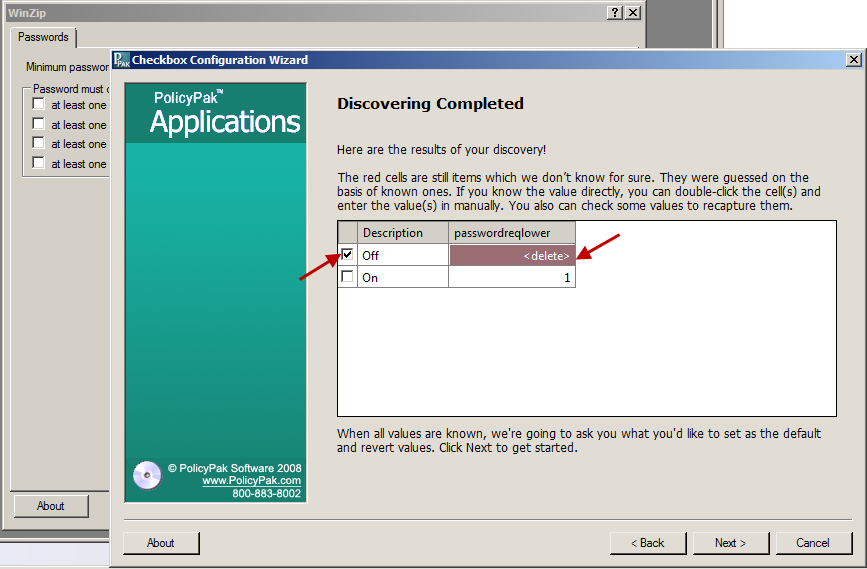 WinZip
Passwords
Minimum passwor
Password must c
at least one
at least one
at least one
at least one
About
PPAK Checkbox Configuration Wizard
PolicyPak™
Applications
© PolicyPak Software 2008
www.PolicyPak.com
800-883-8002
Discovering Completed
Here are the results of your discovery!
The red cells are still items which we don't know for sure. They were guessed on the
basis of known ones. If you know the value directly, you can double-click the cell(s) and
enter the value(s) in manually. You also can check some values to recapture them.
Description passwordreqlower
Off <delete>
On 1
When all values are known, we're going to ask you what you'd like to set as the default
and revert values. Click Next to get started.
About < Back Next > Cancel